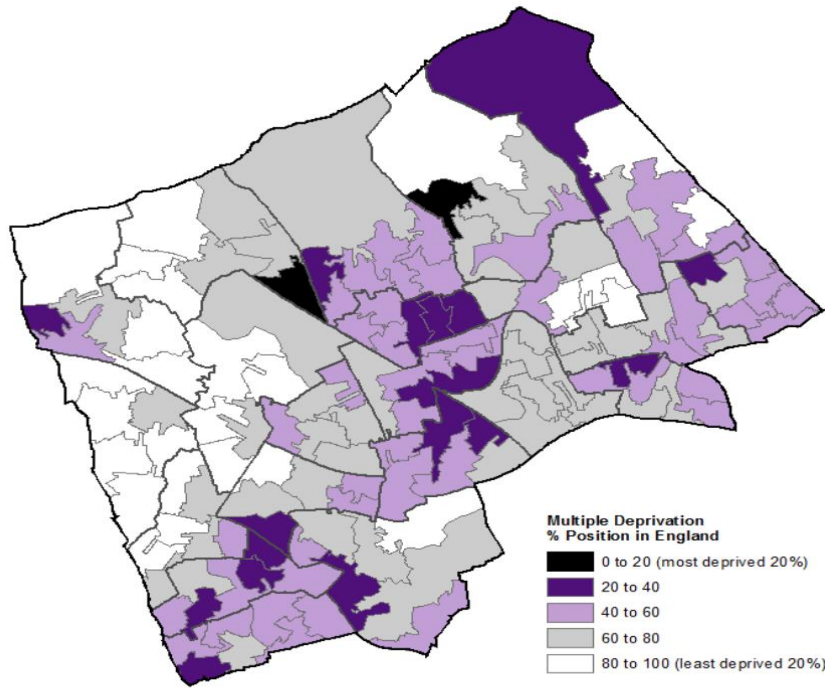 Multiple Deprivation
% Position in England
0 to 20 (most deprived 20%)
20 to 40
40 to 60
60 to 80
80 to 100 (least deprived 20%)